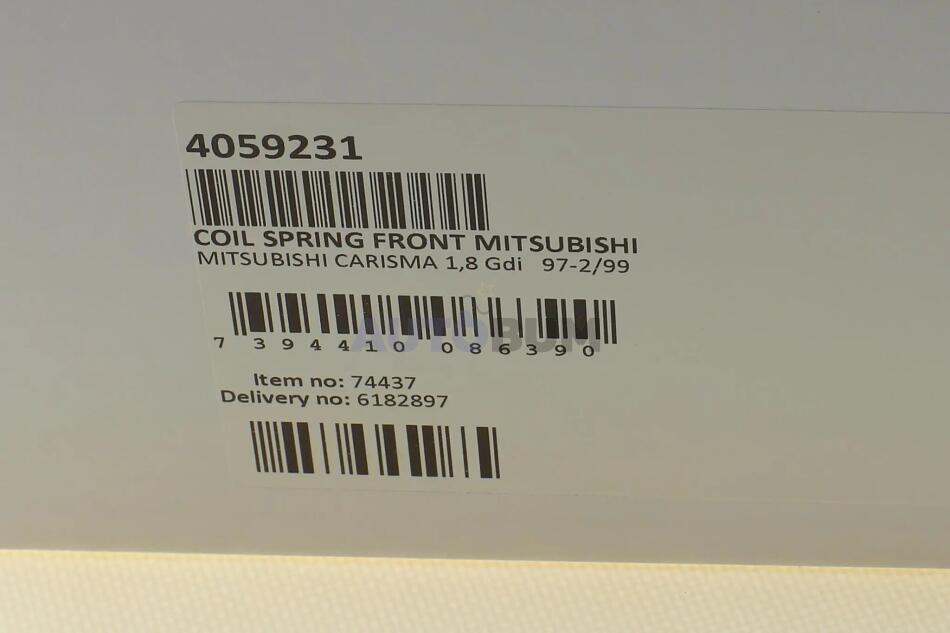 4059231
COIL SPRING FRONT MITSUBISHI
MITSUBISHI CARISMA 1,8 Gdi 97-2/99
AUTOBUM
7 394410 086390
Item no: 74437
Delivery no: 6182897